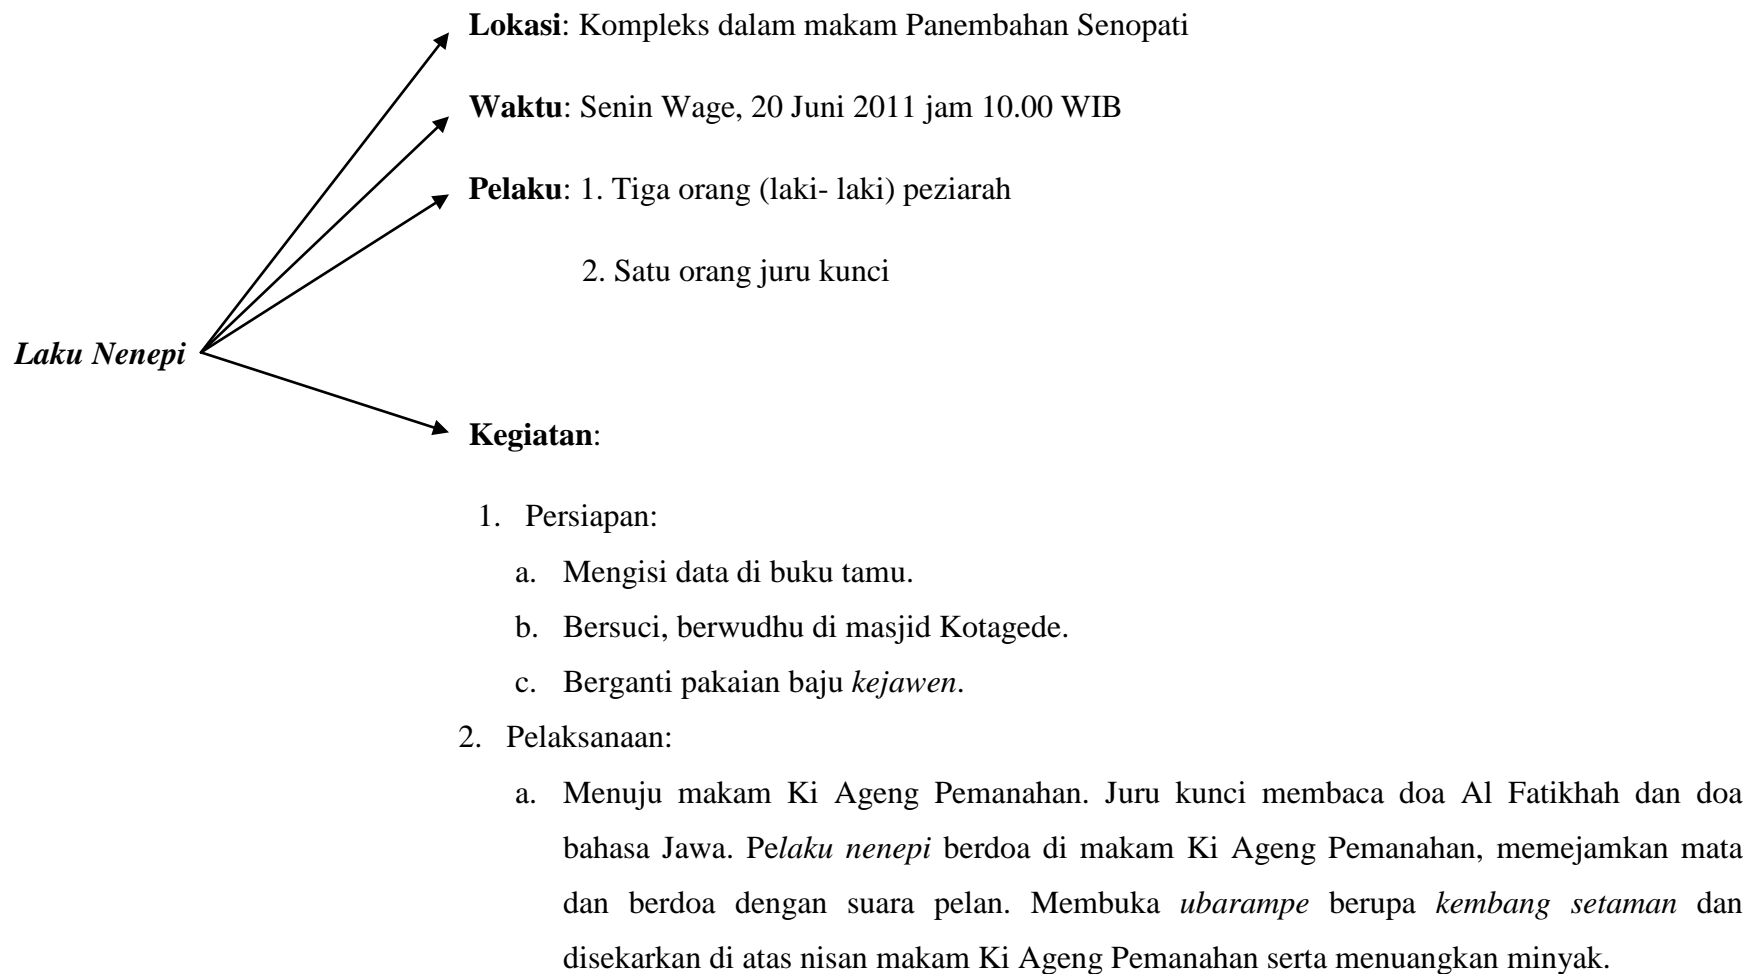 Lokasi: Kompleks dalam makam Panembahan Senopati
Waktu: Senin Wage, 20 Juni 2011 jam 10.00 WIB
Pelaku: 1. Tiga orang (laki- laki) peziarah
2. Satu orang juru kunci
Laku Nenepi
Kegiatan:
1. Persiapan:
a. Mengisi data di buku tamu.
b. Bersuci, berwudhu di masjid Kotagede.
c. Berganti pakaian baju kejawen.
2. Pelaksanaan:
a. Menuju makam Ki Ageng Pemanahan. Juru kunci membaca doa Al Fatikhah dan doa
bahasa Jawa. Pelaku nenepi berdoa di makam Ki Ageng Pemanahan, memejamkan mata
dan berdoa dengan suara pelan. Membuka ubarampe berupa kembang setaman dan
disekarkan di atas nisan makam Ki Ageng Pemanahan serta menuangkan minyak.